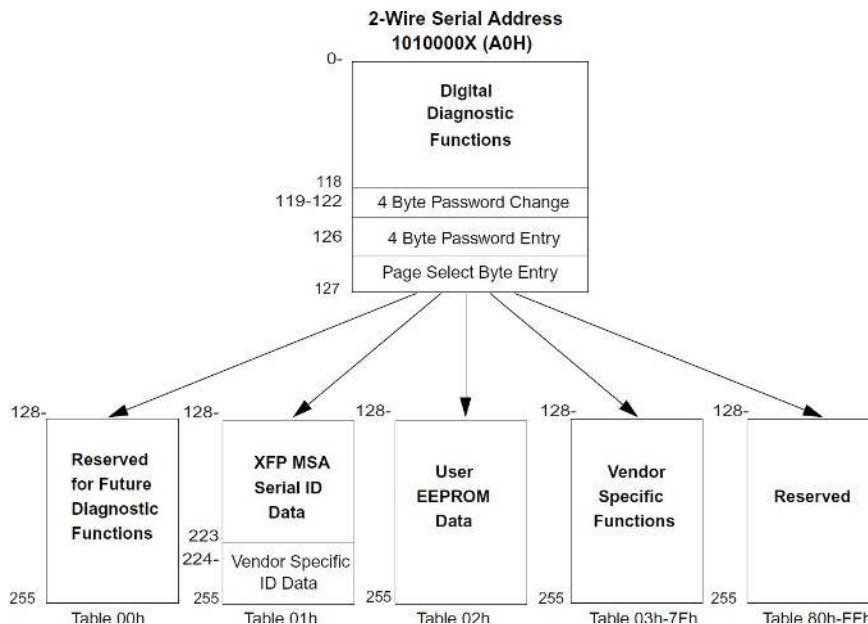 2-Wire Serial Address
1010000X (A0H)
0-
Digital
Diagnostic
Functions
118
119-122
4 Byte Password Change
126
4 Byte Password Entry
Page Select Byte Entry
127
128-
Reserved
for Future
Diagnostic
Functions
255
Table 00h
128-
XFP MSA
Serial ID
Data
223
224-
Vendor Specific
ID Data
255
Table 01h
128-
User
EEPROM
Data
255
Table 02h
128-
Vendor
Specific
Functions
255
Table 03h-7Fh
128-
Reserved
255
Table 80h-FFh